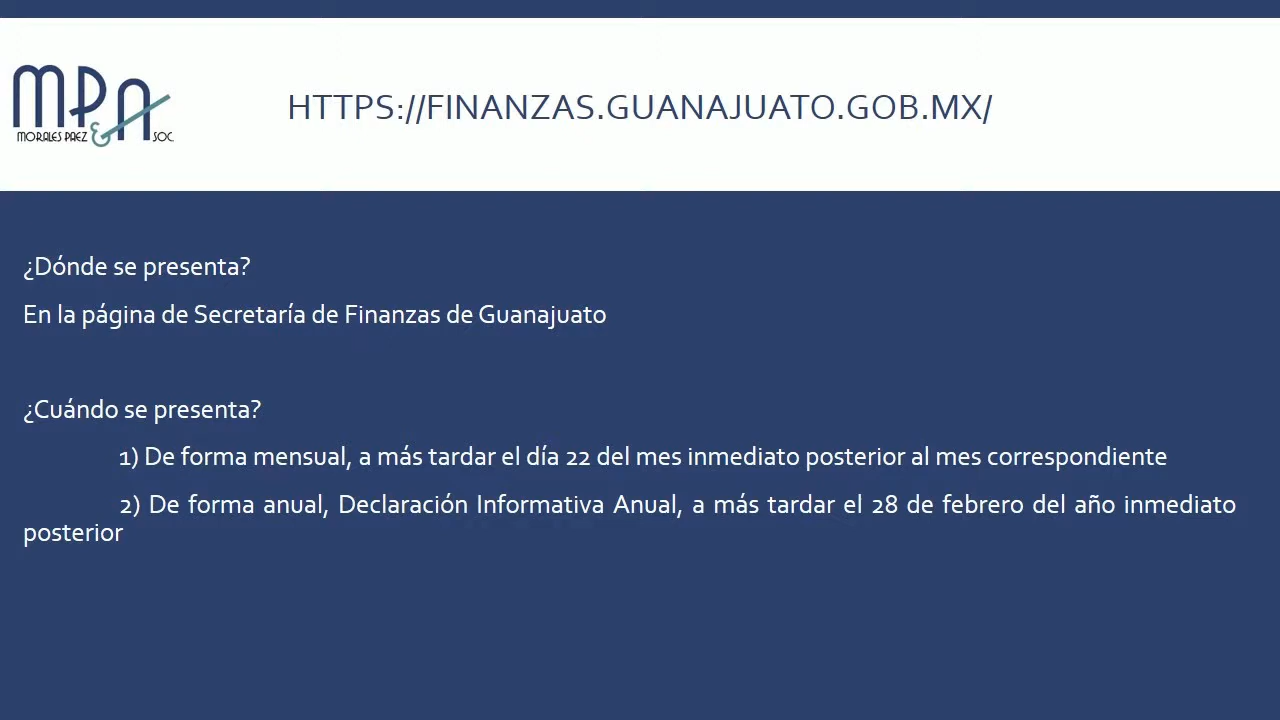 MPA
MORALES PAEZ & SOC.
HTTPS://FINANZAS.GUANAJUATO.GOB.MX/
¿Dónde se presenta?
En la página de Secretaría de Finanzas de Guanajuato
¿Cuándo se presenta?
1) De forma mensual, a más tardar el día 22 del mes inmediato posterior al mes correspondiente
2) De forma anual, Declaración Informativa Anual, a más tardar el 28 de febrero del año inmediato
posterior